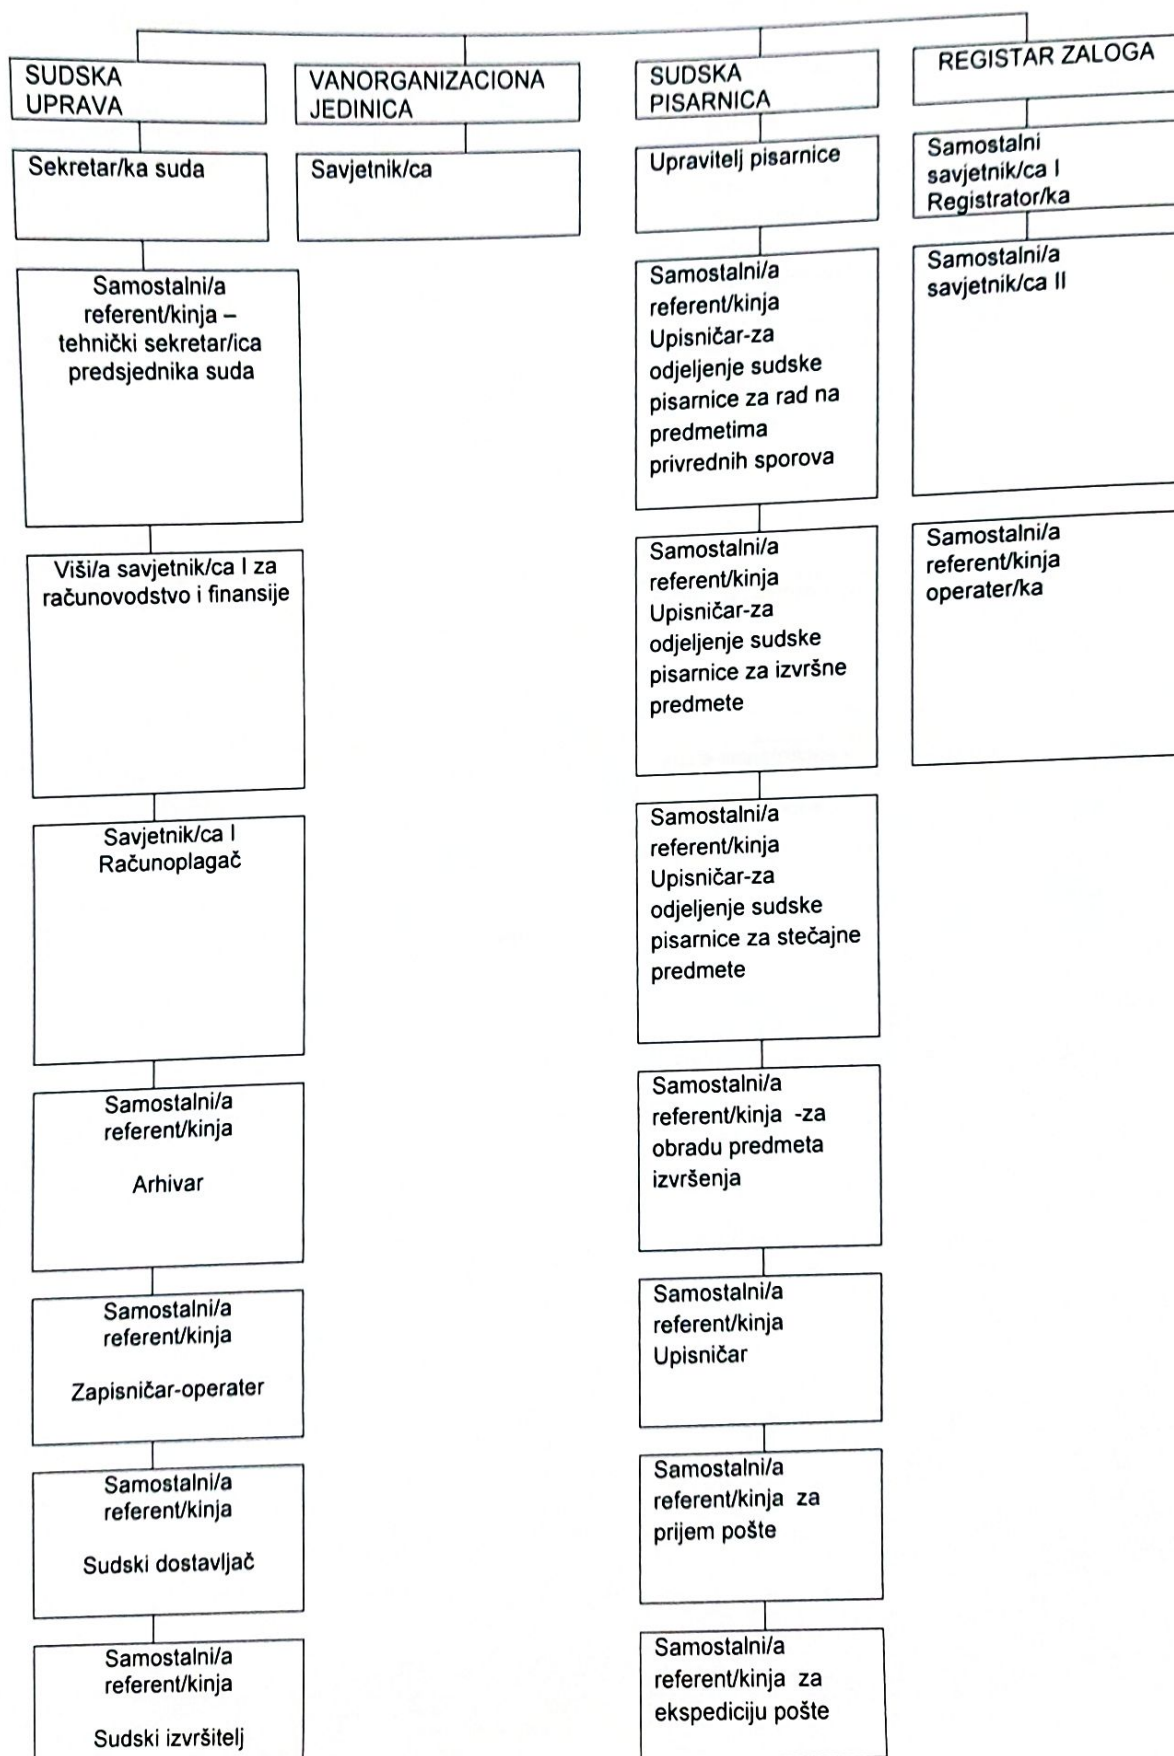 SUDSKA
UPRAVA
Sekretar/ka suda
Samostalni/a
referent/kinja –
tehnički sekretar/ica
predsjednika suda
Viši/a savjetnik/ca I za
računovodstvo i finansije
Savjetnik/ca I
Računoplagač
Samostalni/a
referent/kinja
Arhivar
Samostalni/a
referent/kinja
Zapisničar-operater
Samostalni/a
referent/kinja
Sudski dostavljač
Samostalni/a
referent/kinja
Sudski izvršitelj
VANORGANIZACIONA
JEDINICA
Savjetnik/ca
SUDSKA
PISARNICA
Upravitelj pisarnice
Samostalni/a
referent/kinja
Upisničar-za
odjeljenje sudske
pisarnice za rad na
predmetima
privrednih sporova
Samostalni/a
referent/kinja
Upisničar-za
odjeljenje sudske
pisarnice za izvršne
predmete
Samostalni/a
referent/kinja
Upisničar-za
odjeljenje sudske
pisarnice za stečajne
predmete
Samostalni/a
referent/kinja -za
obradu predmeta
izvršenja
Samostalni/a
referent/kinja
Upisničar
Samostalni/a
referent/kinja za
prijem pošte
Samostalni/a
referent/kinja za
ekspediciju pošte
REGISTAR ZALOGA
Samostalni
savjetnik/ca I
Registrator/ka
Samostalni/a
savjetnik/ca II
Samostalni/a
referent/kinja
operater/ka